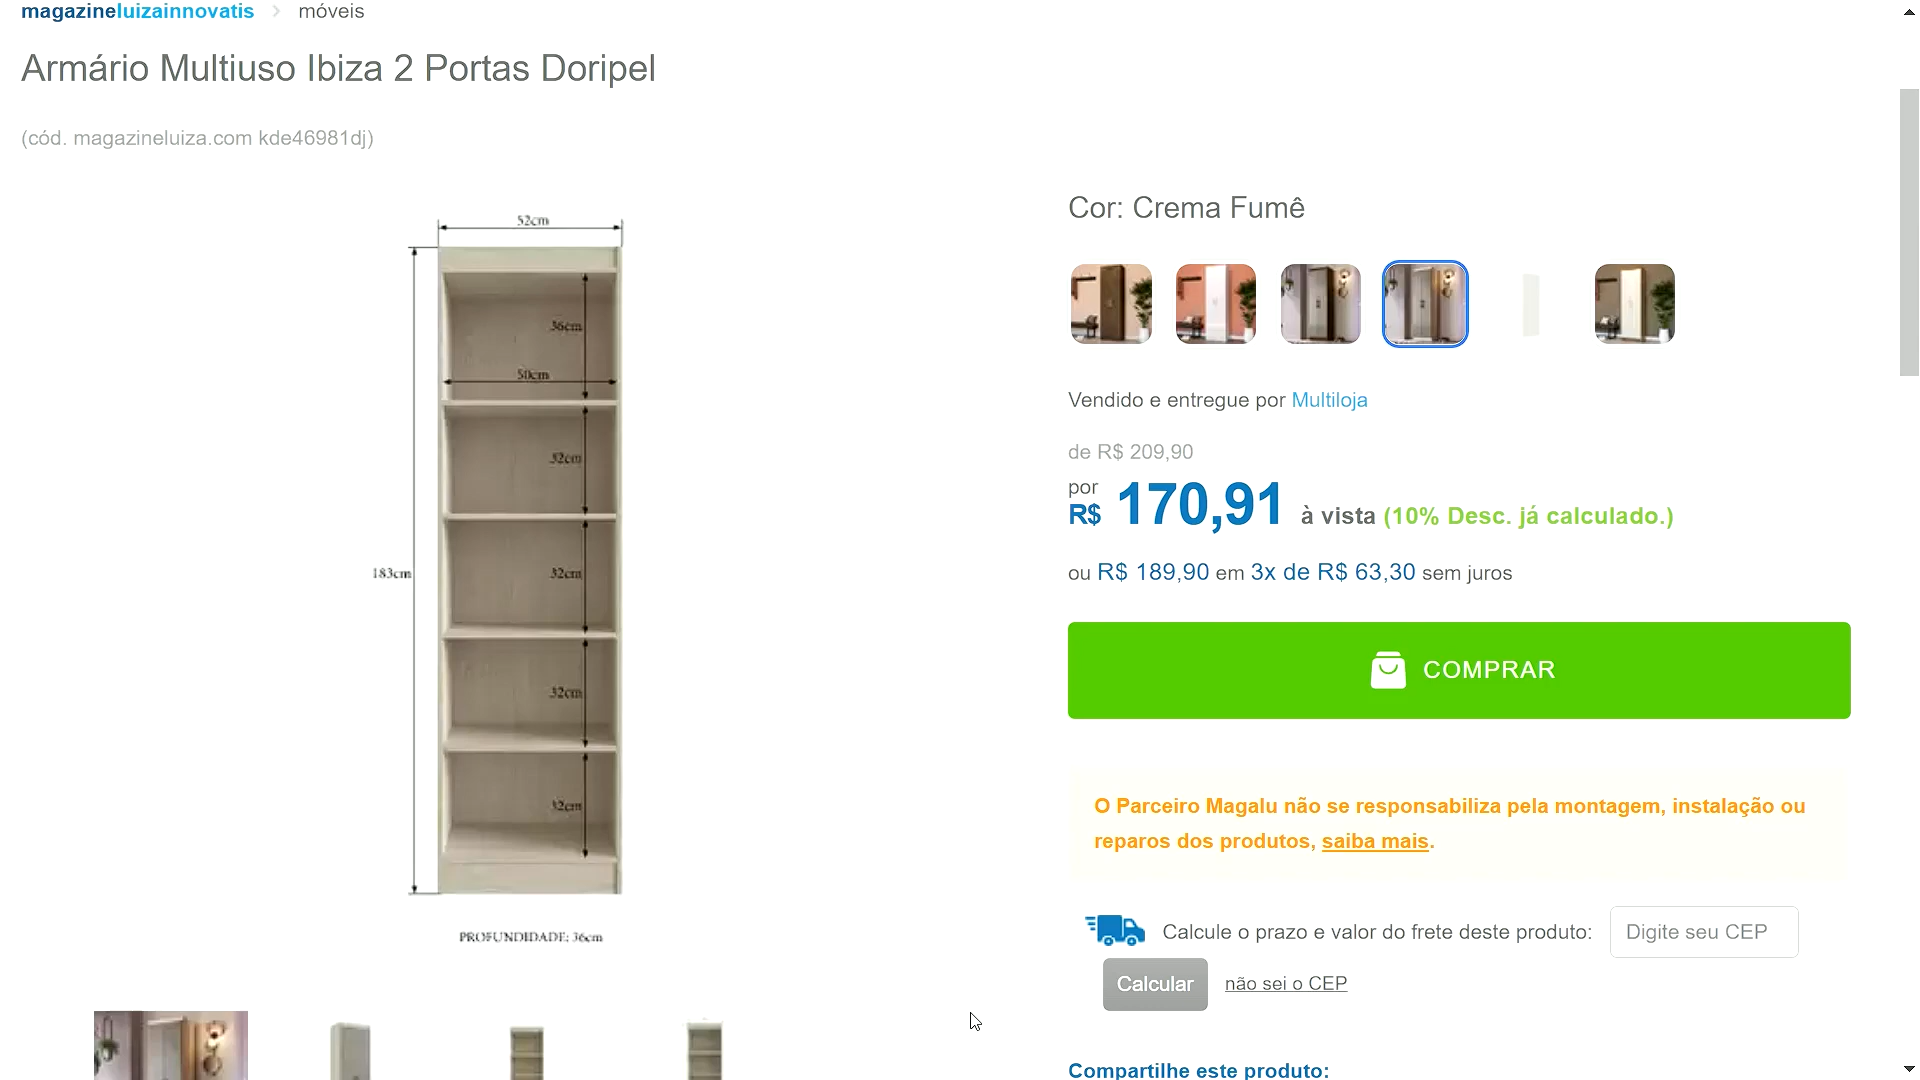 magazineluizainnovatis > móveis
Armário Multiuso Ibiza 2 Portas Doripel
(cód. magazineluiza.com kde46981dj)
52cm
36cm
50cm
32cm
32cm
183cm
32cm
32cm
PROFUNDIDADE: 36cm
Cor: Crema Fumê
Vendido e entregue por Multiloja
de R$ 209,90
por
R$ 170,91 à vista (10% Desc. já calculado.)
ou R$ 189,90 em 3x de R$ 63,30 sem juros
COMPRAR
O Parceiro Magalu não se responsabiliza pela montagem, instalação ou
reparos dos produtos, saiba mais.
Calcule o prazo e valor do frete deste produto: Digite seu CEP
Calcular não sei o CEP
Compartilhe este produto: